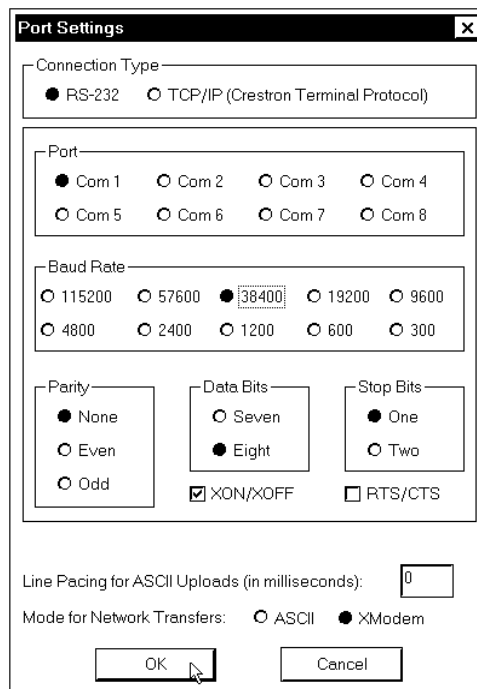 Port Settings
Connection Type
RS-232 TCP/IP (Crestron Terminal Protocol)
Port
Com 1 Com 2 Com 3 Com 4
Com 5 Com 6 Com 7 Com 8
Baud Rate
115200 57600 38400 19200 9600
4800 2400 1200 600 300
Parity Data Bits Stop Bits
None Seven One
Even Eight Two
Odd XON/XOFF RTS/CTS
Line Pacing for ASCII Uploads (in milliseconds): 0
Mode for Network Transfers: ASCII XModem
OK Cancel